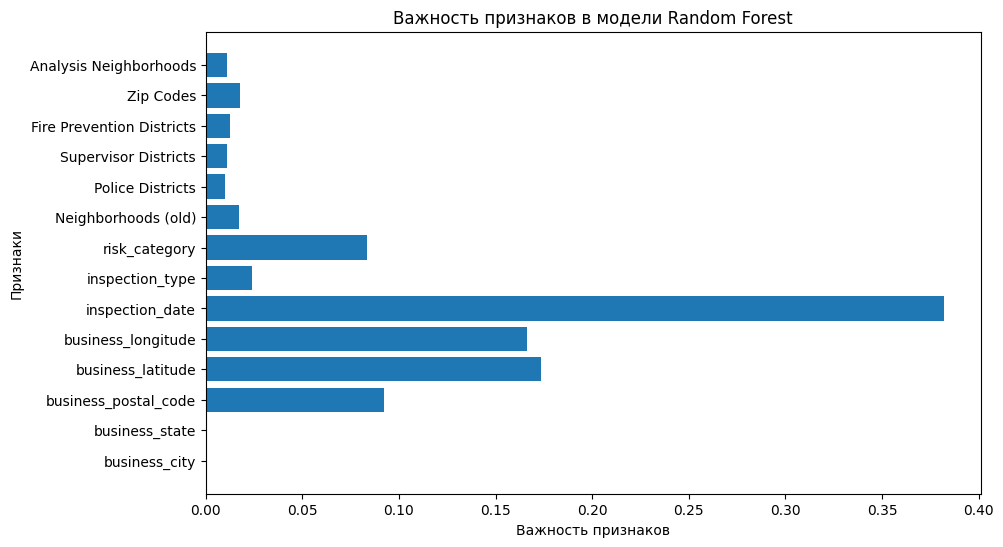 Важность признаков в модели Random Forest
Признаки
Analysis Neighborhoods
Zip Codes
Fire Prevention Districts
Supervisor Districts
Police Districts
Neighborhoods (old)
risk_category
inspection_type
inspection_date
business_longitude
business_latitude
business_postal_code
business_state
business_city
0.00 0.05 0.10 0.15 0.20 0.25 0.30 0.35 0.40
Важность признаков